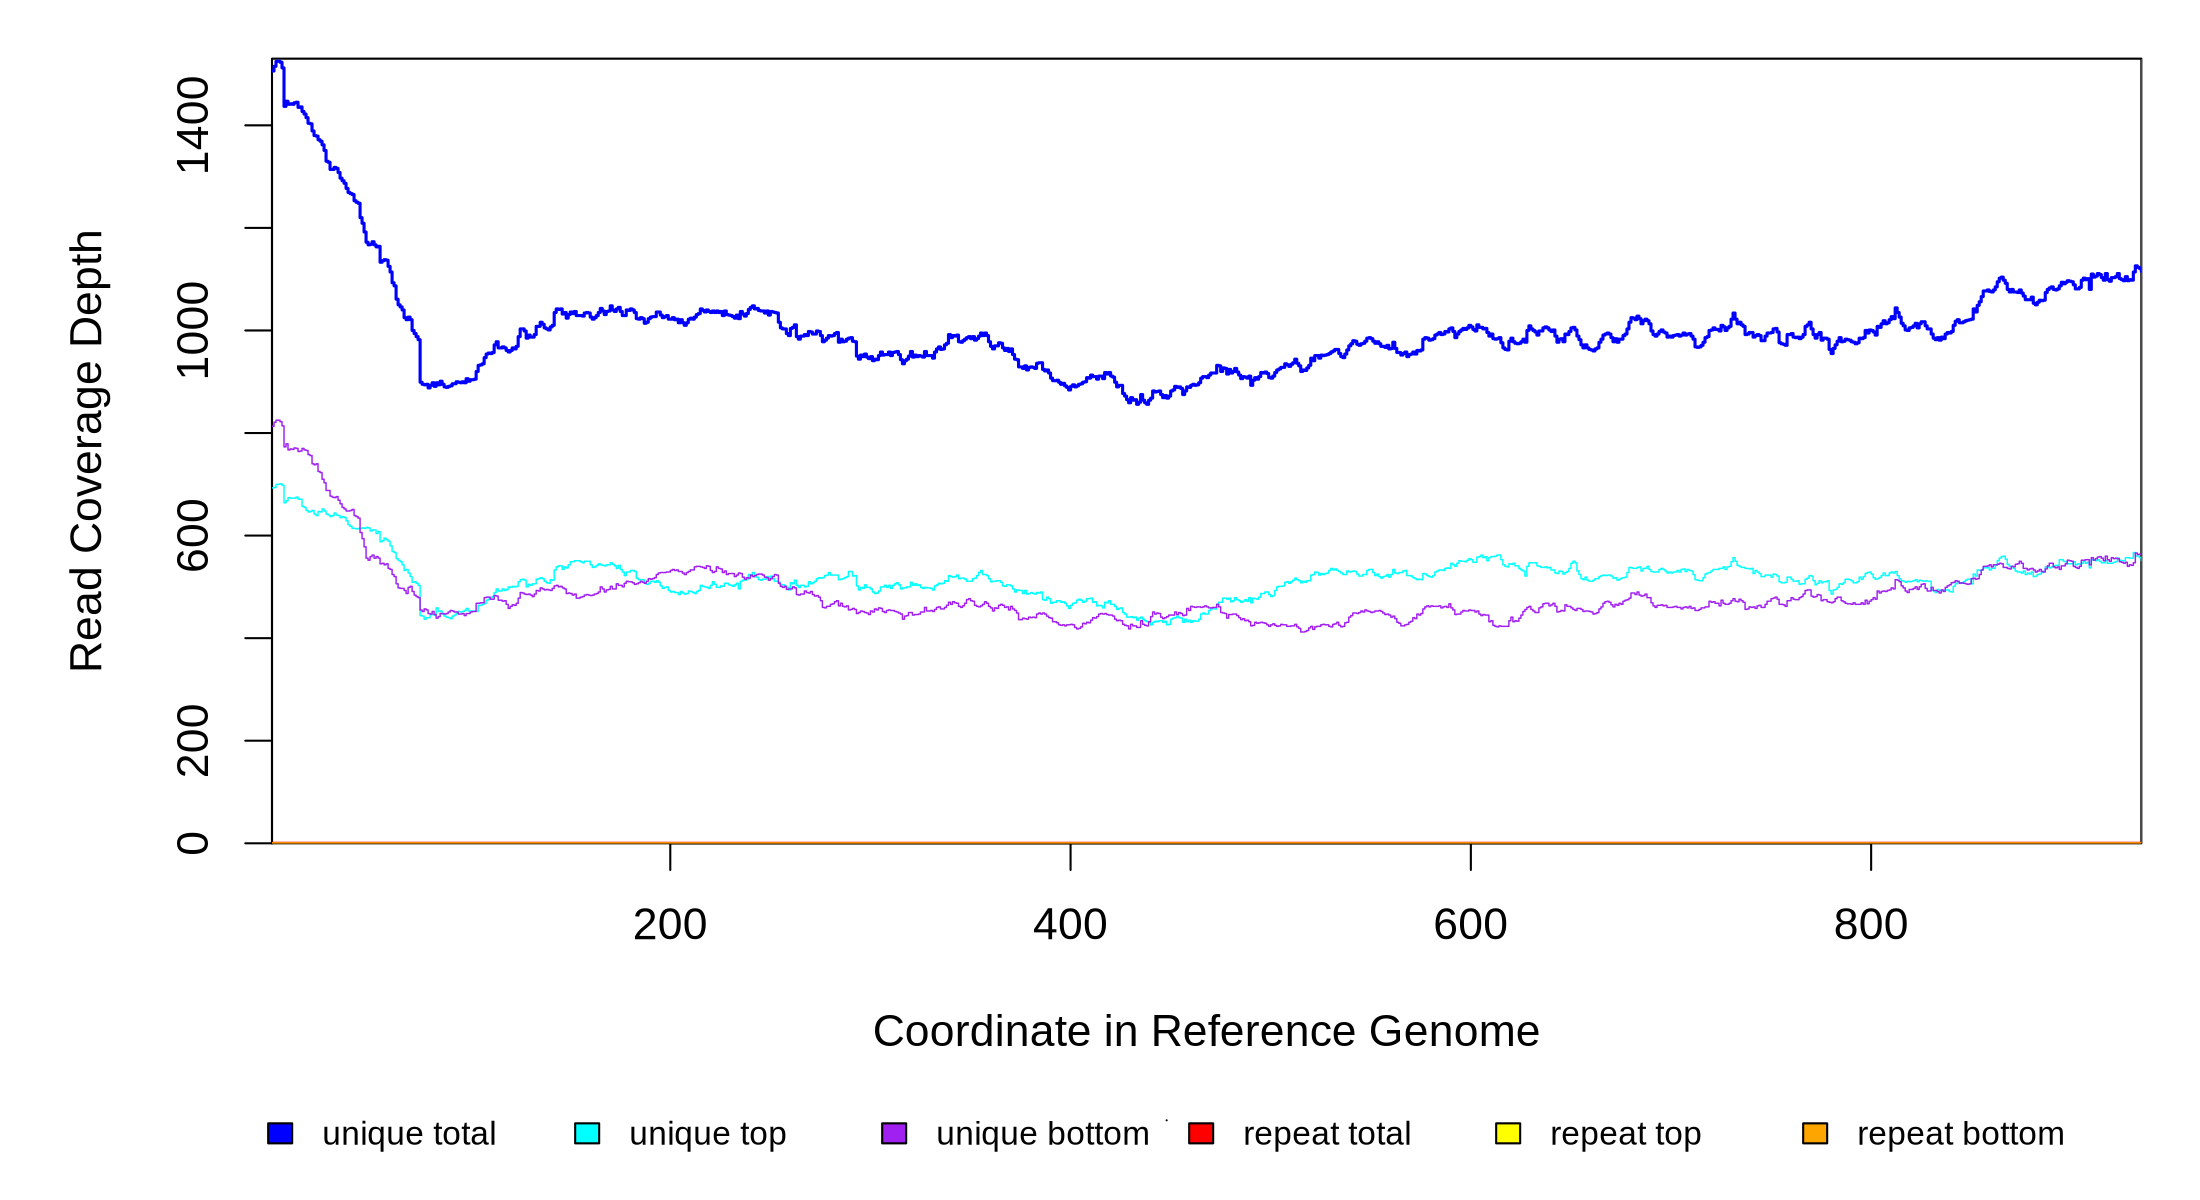 Read Coverage Depth
1400
1000
600
200
0
200 400 600 800
Coordinate in Reference Genome
unique total unique top unique bottom repeat total repeat top repeat bottom